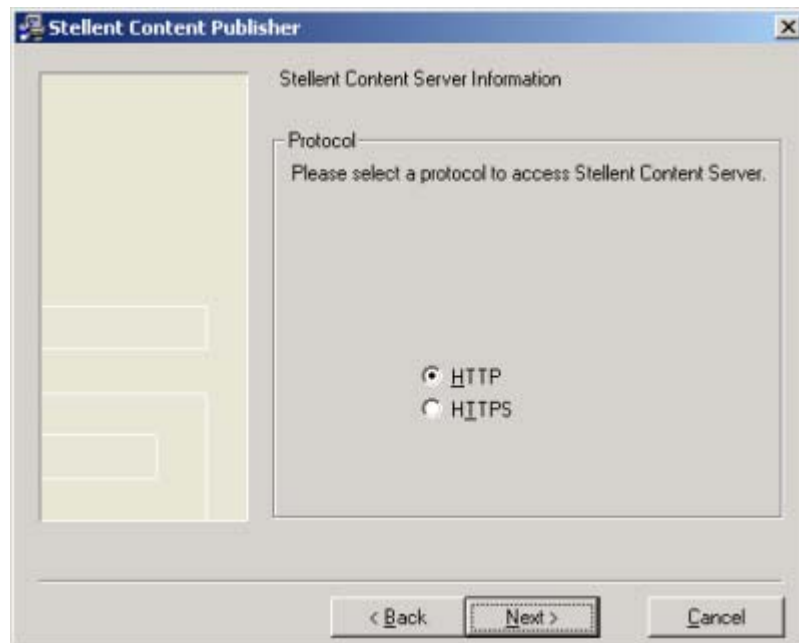 Stellent Content Publisher
Stellent Content Server Information
Protocol
Please select a protocol to access Stellent Content Server.
HTTP
HTTPS
< Back
Next >
Cancel